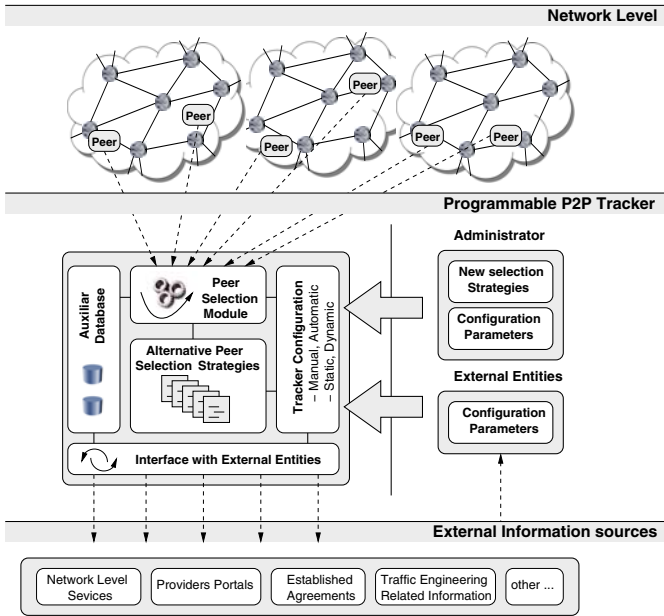 Network Level
Peer
Peer
Peer
Peer
Peer
Peer
Programmable P2P Tracker
Administrator
New selection
Strategies
Configuration
Parameters
External Entities
Configuration
Parameters
Auxiliar
Database
Peer
Selection
Module
Alternative Peer
Selection Strategies
Tracker Configuration
– Manual, Automatic
– Static, Dynamic
Interface with External Entities
External Information sources
Network Level
Sevices
Providers Portals
Established
Agreements
Traffic Engineering
Related Information
other ...